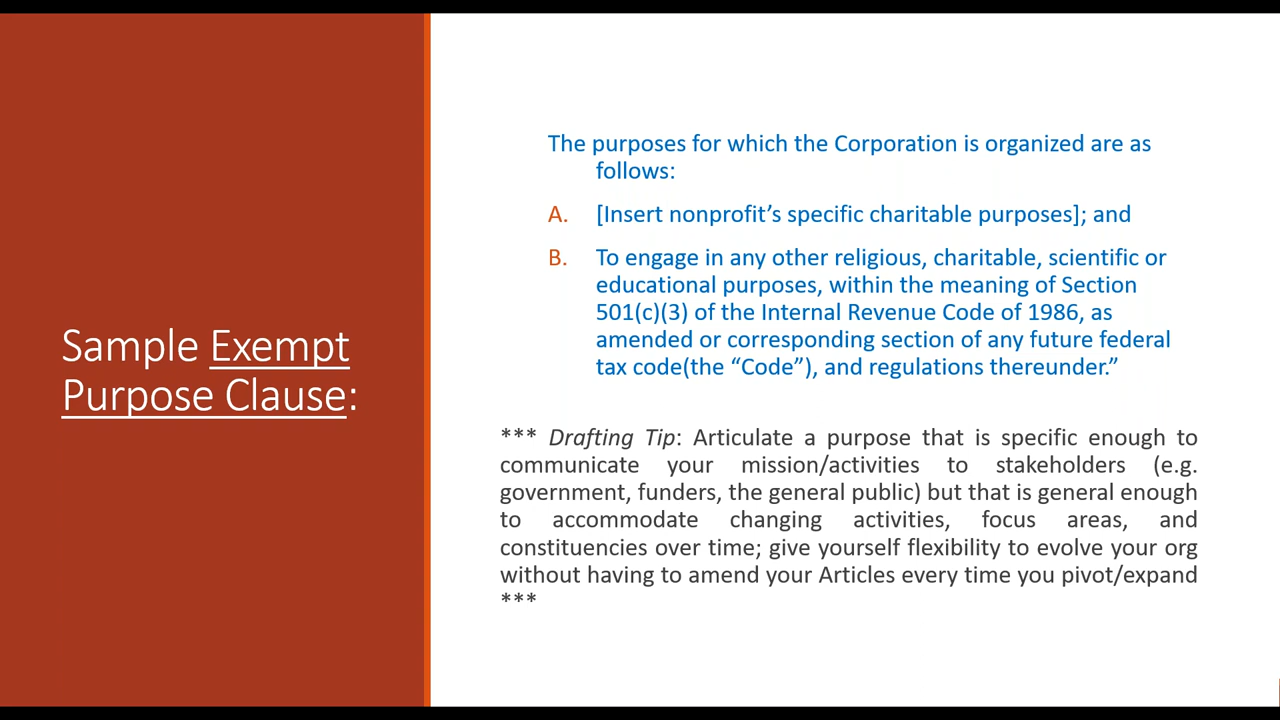 Sample Exempt
Purpose Clause:
The purposes for which the Corporation is organized are as
follows:
A. [Insert nonprofit’s specific charitable purposes]; and
B. To engage in any other religious, charitable, scientific or
educational purposes, within the meaning of Section
501(c)(3) of the Internal Revenue Code of 1986, as
amended or corresponding section of any future federal
tax code(the “Code”), and regulations thereunder.”
*** Drafting Tip: Articulate a purpose that is specific enough to
communicate your mission/activities to stakeholders (e.g.
government, funders, the general public) but that is general enough
to accommodate changing activities, focus areas, and
constituencies over time; give yourself flexibility to evolve your org
without having to amend your Articles every time you pivot/expand
***